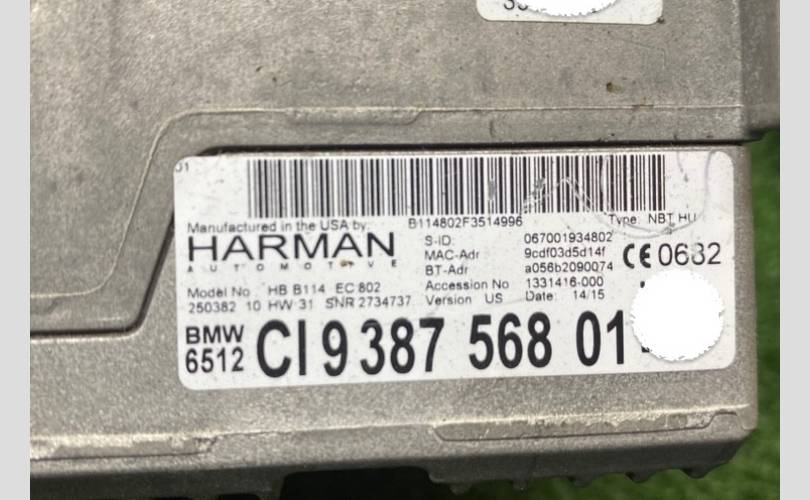 01
B114802F3514996
Type: NBT HU
Manufactured in the USA by:
HARMAN
AUTOMOTIVE
S-ID: 067001934802
MAC-Adr 9cdf03d5d14f
BT-Adr a056b2090074
CE 0682
Model No HB B114 EC 802
Accession No 1331416-000
250382 10 HW 31 SNR 2734737
Version US Date: 14/15
BMW
6512 CI 9 387 568 01